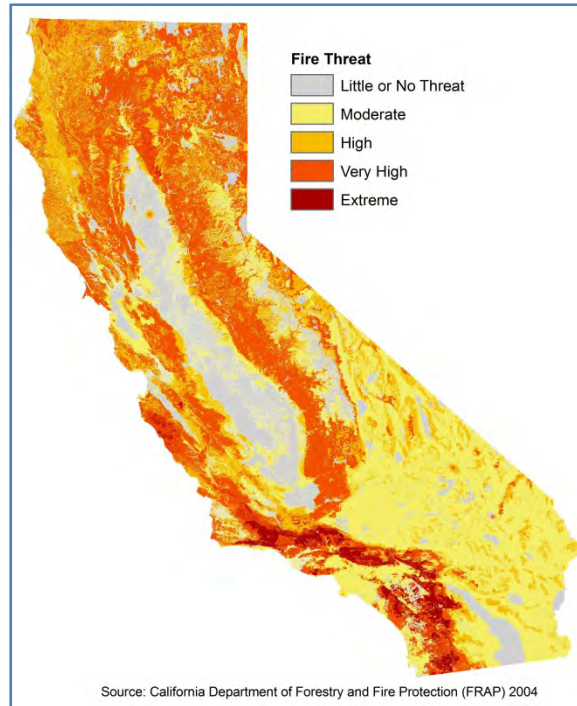 Fire Threat
Little or No Threat
Moderate
High
Very High
Extreme
Source: California Department of Forestry and Fire Protection (FRAP) 2004